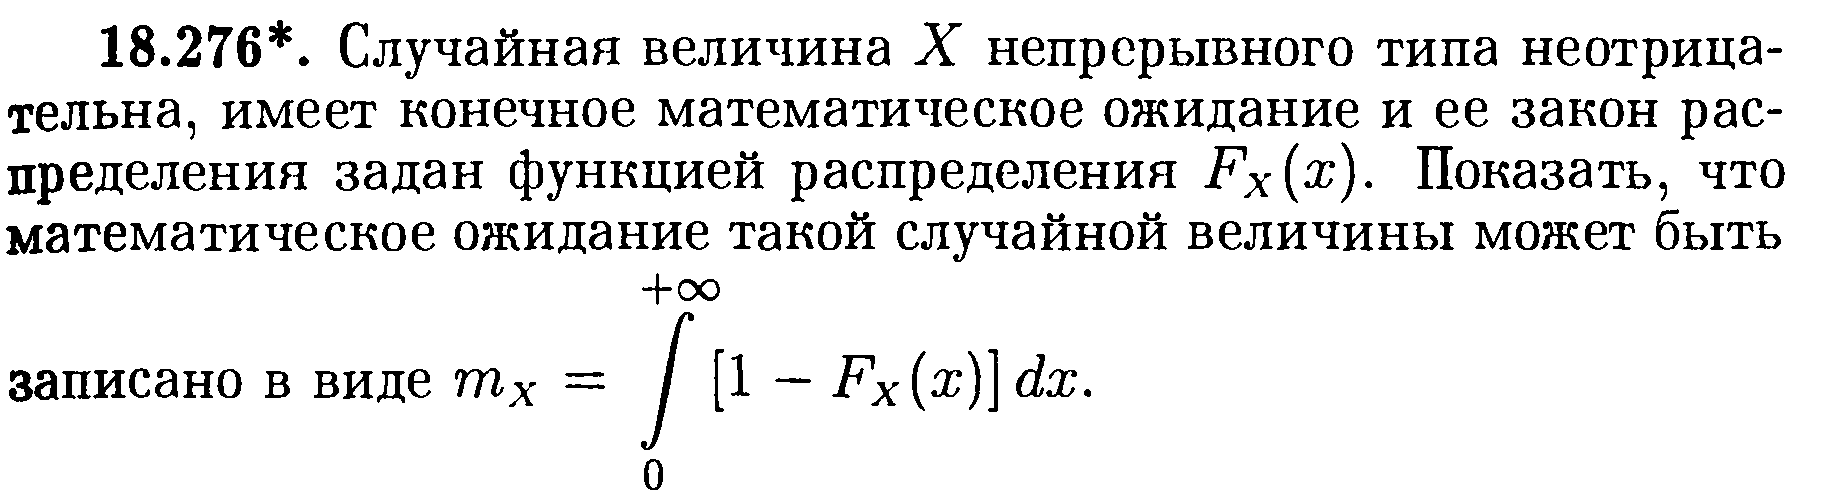 18.276*. Случайная величина X непрерывного типа неотрица-
тельна, имеет конечное математическое ожидание и ее закон рас-
пределения задан функцией распределения F_X(x). Показать, что
математическое ожидание такой случайной величины может быть
записано в виде m_X = ∫_0^{+∞} [1 − F_X(x)] dx.